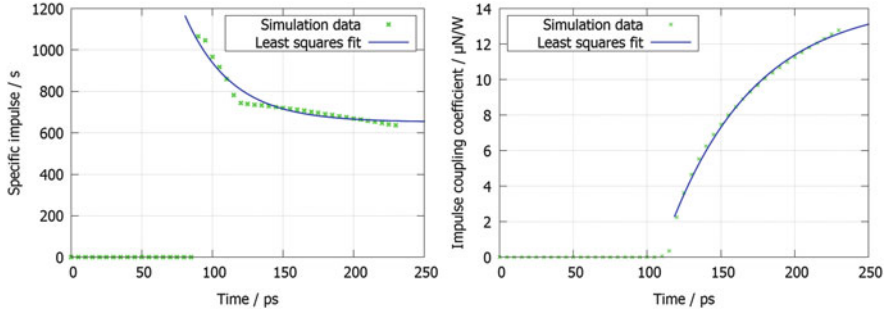 Specific impulse / s
1200
1000
800
600
400
200
0
0 50 100 150 200 250
Time / ps
Simulation data
Least squares fit
Impulse coupling coefficient / µN/W
14
12
10
8
6
4
2
0
0 50 100 150 200 250
Time / ps
Simulation data
Least squares fit